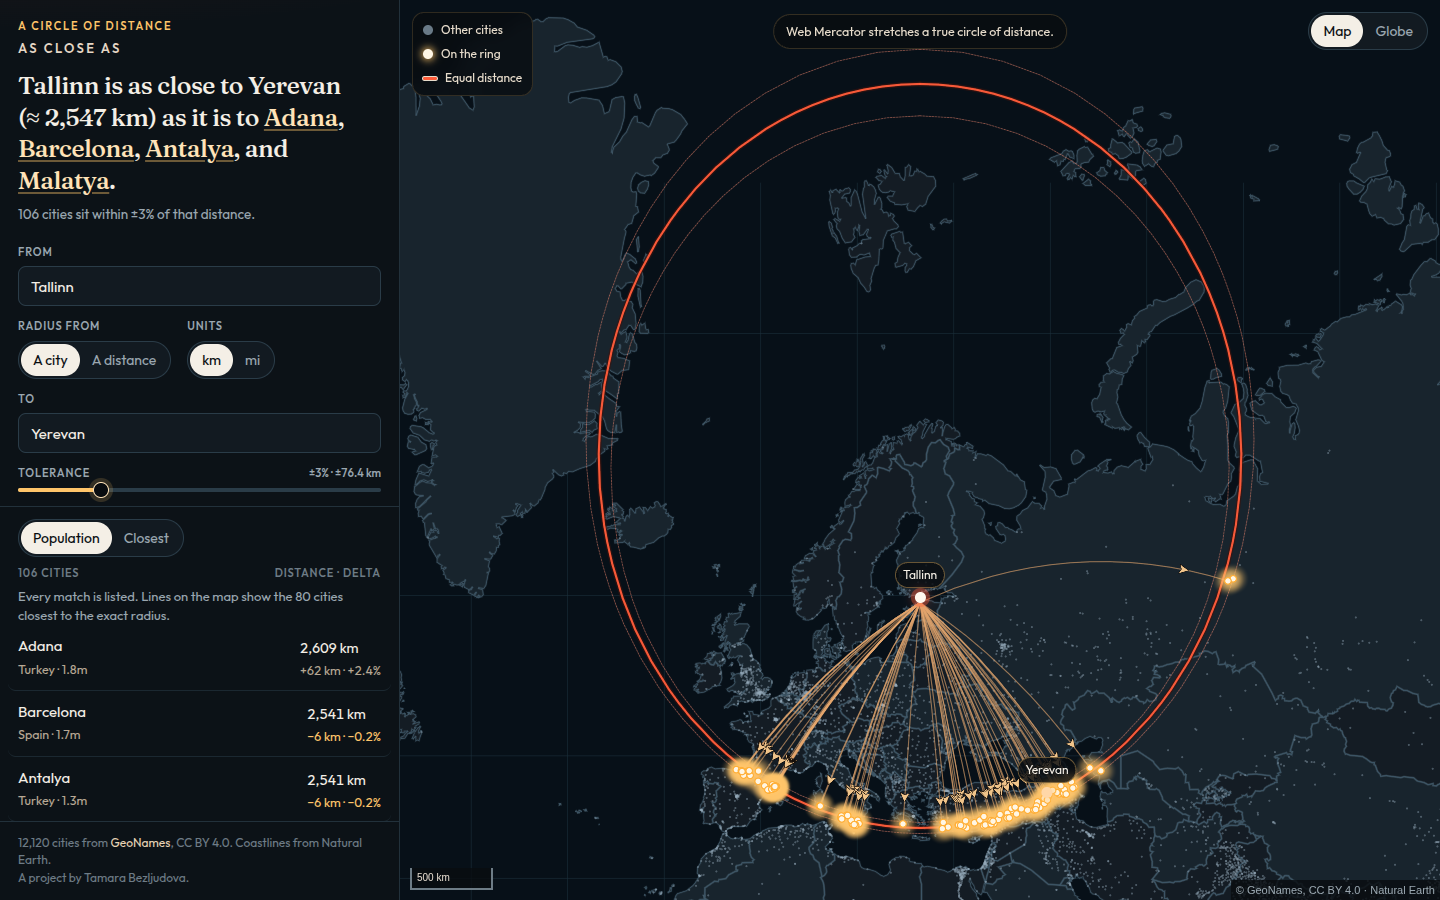 A CIRCLE OF DISTANCE
AS CLOSE AS
Tallinn is as close to Yerevan
(≈ 2,547 km) as it is to Adana,
Barcelona, Antalya, and
Malatya.
106 cities sit within ±3% of that distance.
FROM
Tallinn
RADIUS FROM
UNITS
A city
A distance
km
mi
TO
Yerevan
TOLERANCE
±3% · ±76.4 km
Population
Closest
106 CITIES
DISTANCE · DELTA
Every match is listed. Lines on the map show the 80 cities
closest to the exact radius.
Adana
2,609 km
Turkey · 1.8m
+62 km · +2.4%
Barcelona
2,541 km
Spain · 1.7m
−6 km · −0.2%
Antalya
2,541 km
Turkey · 1.3m
−6 km · −0.2%
12,120 cities from GeoNames, CC BY 4.0. Coastlines from Natural
Earth.
A project by Tamara Bezljudova.
Other cities
On the ring
Equal distance
Web Mercator stretches a true circle of distance.
Map
Globe
Tallinn
Yerevan
500 km
© GeoNames, CC BY 4.0 · Natural Earth